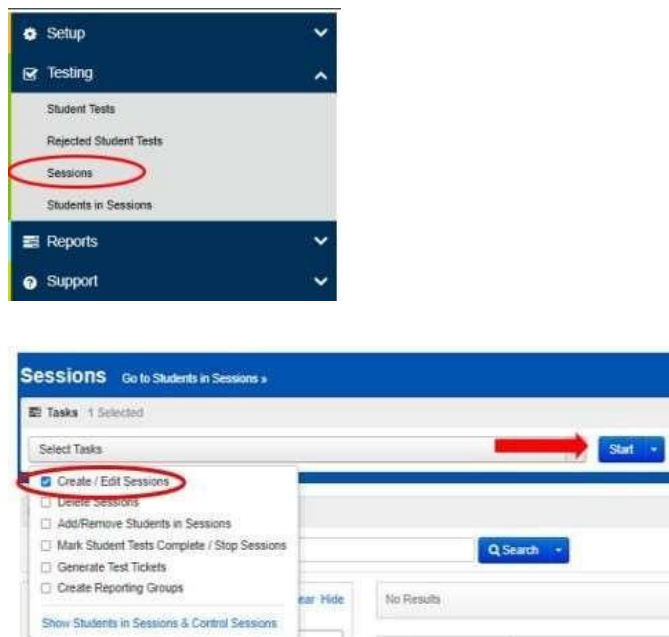 Setup
Testing
Student Tests
Rejected Student Tests
Sessions
Students in Sessions
Reports
Support
Sessions Go to Students in Sessions »
Tasks 1 Selected
Select Tasks
Start
Create / Edit Sessions
Delete Sessions
Add/Remove Students in Sessions
Mark Student Tests Complete / Stop Sessions
Search
Generate Test Tickets
Create Reporting Groups
Hide
No Results
Show Students in Sessions & Control Sessions